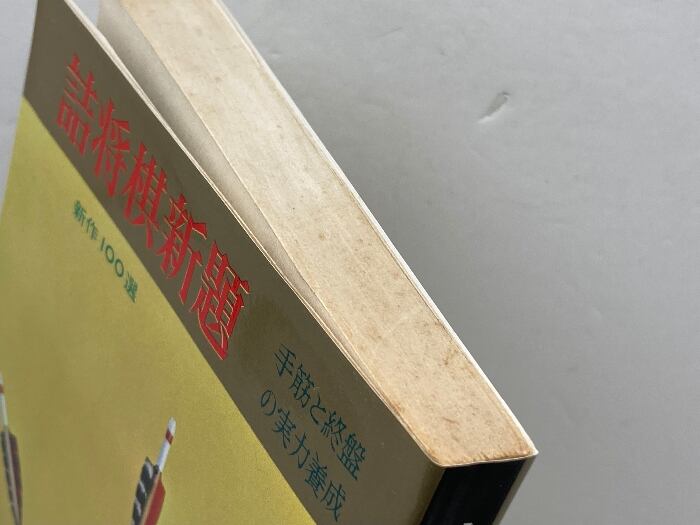 詰将棋新題
新作100選
手筋と終盤
の実力養成